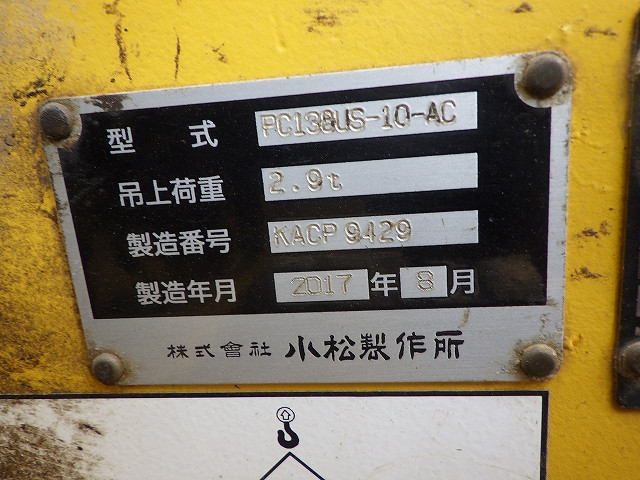 型 式 PC138US-10-AC
吊上荷重 2.9t
製造番号 KACP 9429
製造年月 2017 年 8 月
株式會社 小松製作所